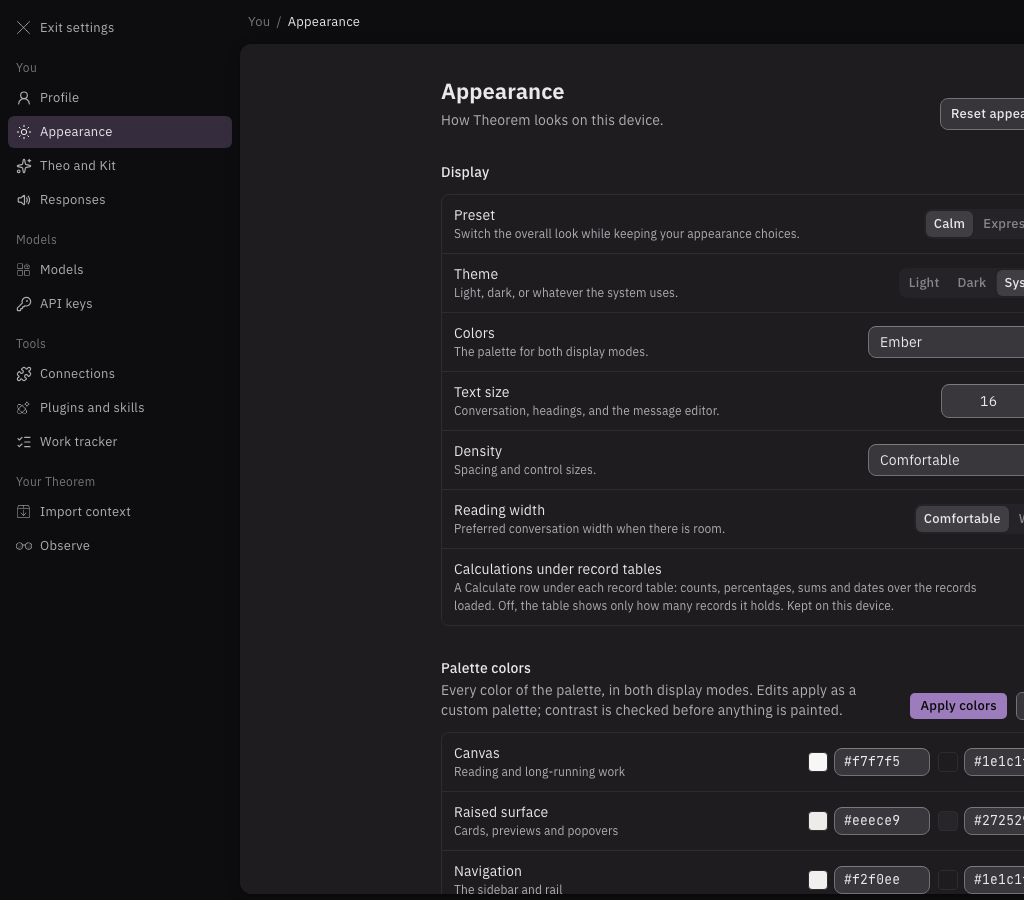 Exit settings
You / Appearance
You
Profile
Appearance
Theo and Kit
Responses
Models
Models
API keys
Tools
Connections
Plugins and skills
Work tracker
Your Theorem
Import context
Observe
Appearance
How Theorem looks on this device.
Reset appea
Display
Preset
Switch the overall look while keeping your appearance choices.
Calm Expres
Theme
Light, dark, or whatever the system uses.
Light Dark Sys
Colors
The palette for both display modes.
Ember
Text size
Conversation, headings, and the message editor.
16
Density
Spacing and control sizes.
Comfortable
Reading width
Preferred conversation width when there is room.
Comfortable
Calculations under record tables
A Calculate row under each record table: counts, percentages, sums and dates over the records
loaded. Off, the table shows only how many records it holds. Kept on this device.
Palette colors
Every color of the palette, in both display modes. Edits apply as a
custom palette; contrast is checked before anything is painted.
Apply colors
Canvas
Reading and long-running work
#f7f7f5 #1e1c1
Raised surface
Cards, previews and popovers
#eeece9 #27252
Navigation
The sidebar and rail
#f2f0ee #1e1c1